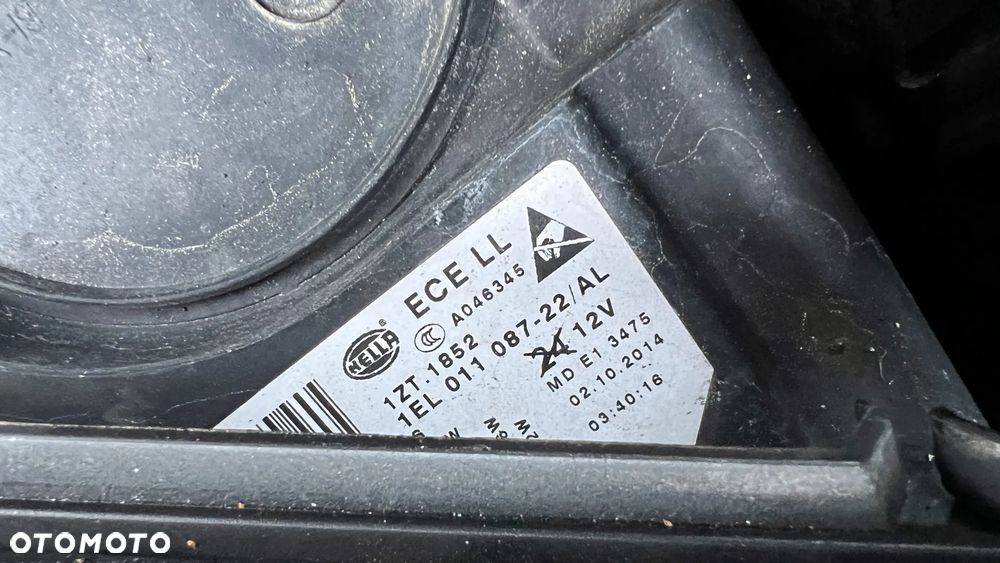 HELLA ®
ECE LL
CCC A046345
1ZT.1852
1EL 011 087-22/AL
24 12V
MD E1 3475
02.10.2014
03:40:16
OTOMOTO